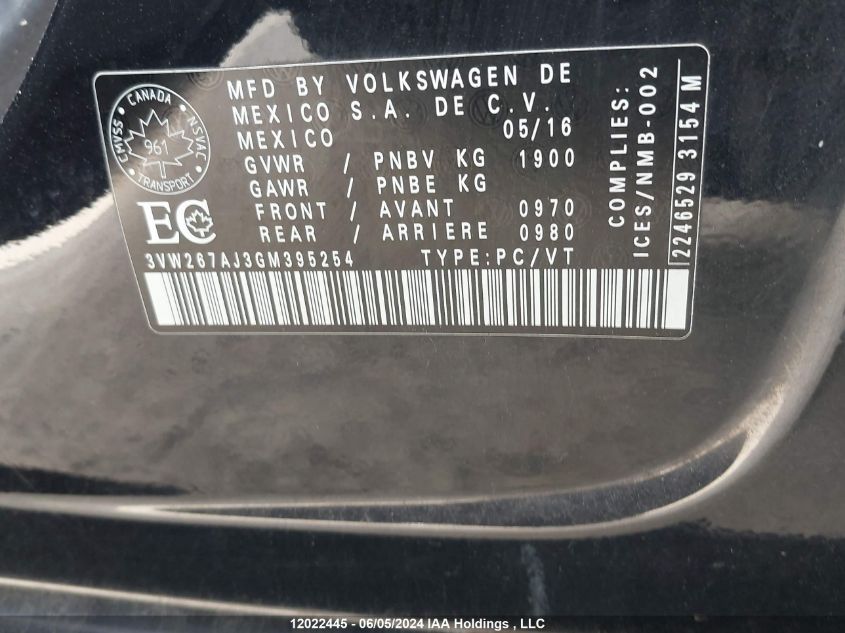 CANADA
CMVSS
NSVAC
961
TRANSPORT
EC
MFD BY VOLKSWAGEN DE
MEXICO S.A. DE C.V.
MEXICO 05/16
GVWR / PNBV KG 1900
GAWR / PNBE KG
FRONT / AVANT 0970
REAR / ARRIERE 0980
3VW267AJ3GM395254 TYPE:PC/VT
COMPLIES:
ICES/NMB-002
2246529 3154 M
12022445 - 06/05/2024 IAA Holdings , LLC